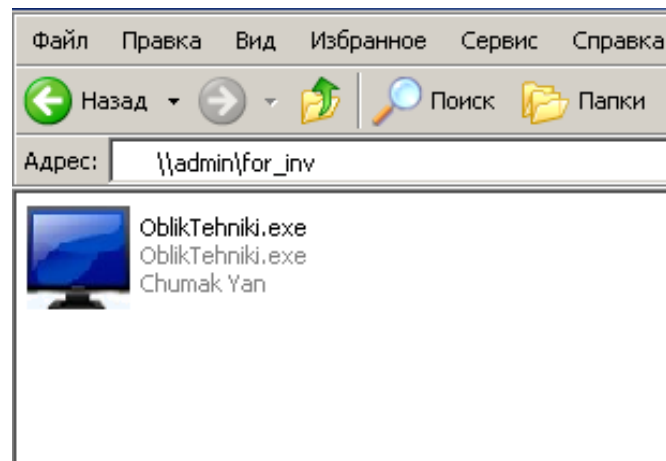 Файл Правка Вид Избранное Сервис Справка
Назад Поиск Папки
Адрес: \\admin\for_inv
OblikTehniki.exe
OblikTehniki.exe
Chumak Yan